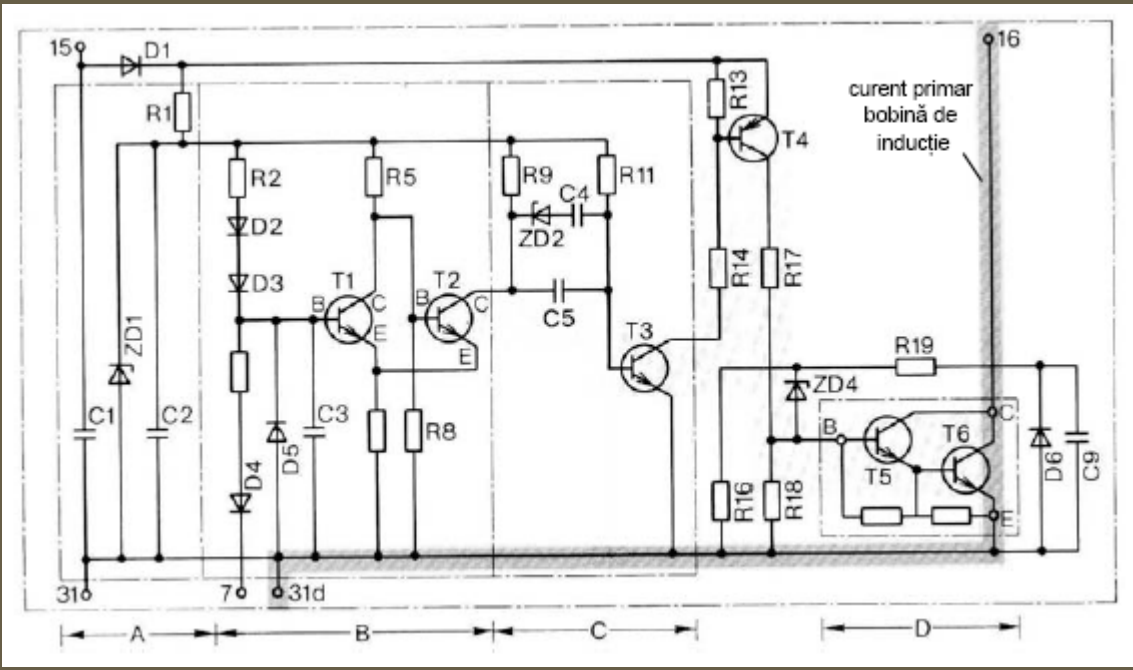 15
D1
16
R1
R13
T4
curent primar
bobină de
inducție
R2
R5
R9
C4
R11
D2
ZD2
D3
T1
T2
R14
R17
B
C
E
B
C
E
C5
T3
ZD1
R19
ZD4
C1
C2
D5
C3
R8
D4
B
C
T5
T6
E
D6
C9
R16
R18
31
7
31d
A
B
C
D